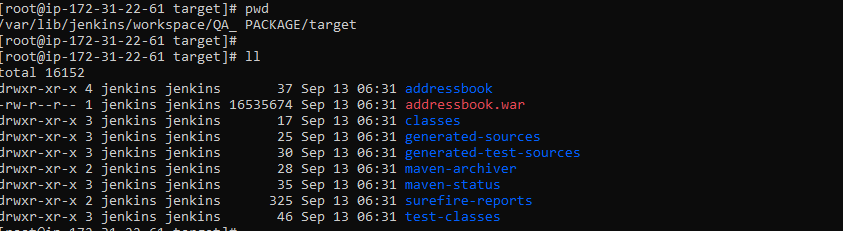 [root@ip-172-31-22-61 target]# pwd
/var/lib/jenkins/workspace/QA_ PACKAGE/target
[root@ip-172-31-22-61 target]#
[root@ip-172-31-22-61 target]# ll
total 16152
drwxr-xr-x 4 jenkins jenkins       37 Sep 13 06:31 addressbook
-rw-r--r-- 1 jenkins jenkins 16535674 Sep 13 06:31 addressbook.war
drwxr-xr-x 3 jenkins jenkins       17 Sep 13 06:31 classes
drwxr-xr-x 3 jenkins jenkins       25 Sep 13 06:31 generated-sources
drwxr-xr-x 3 jenkins jenkins       30 Sep 13 06:31 generated-test-sources
drwxr-xr-x 2 jenkins jenkins       28 Sep 13 06:31 maven-archiver
drwxr-xr-x 3 jenkins jenkins       35 Sep 13 06:31 maven-status
drwxr-xr-x 2 jenkins jenkins      325 Sep 13 06:31 surefire-reports
drwxr-xr-x 3 jenkins jenkins       46 Sep 13 06:31 test-classes
[root@ip-172-31-22-61 target]#